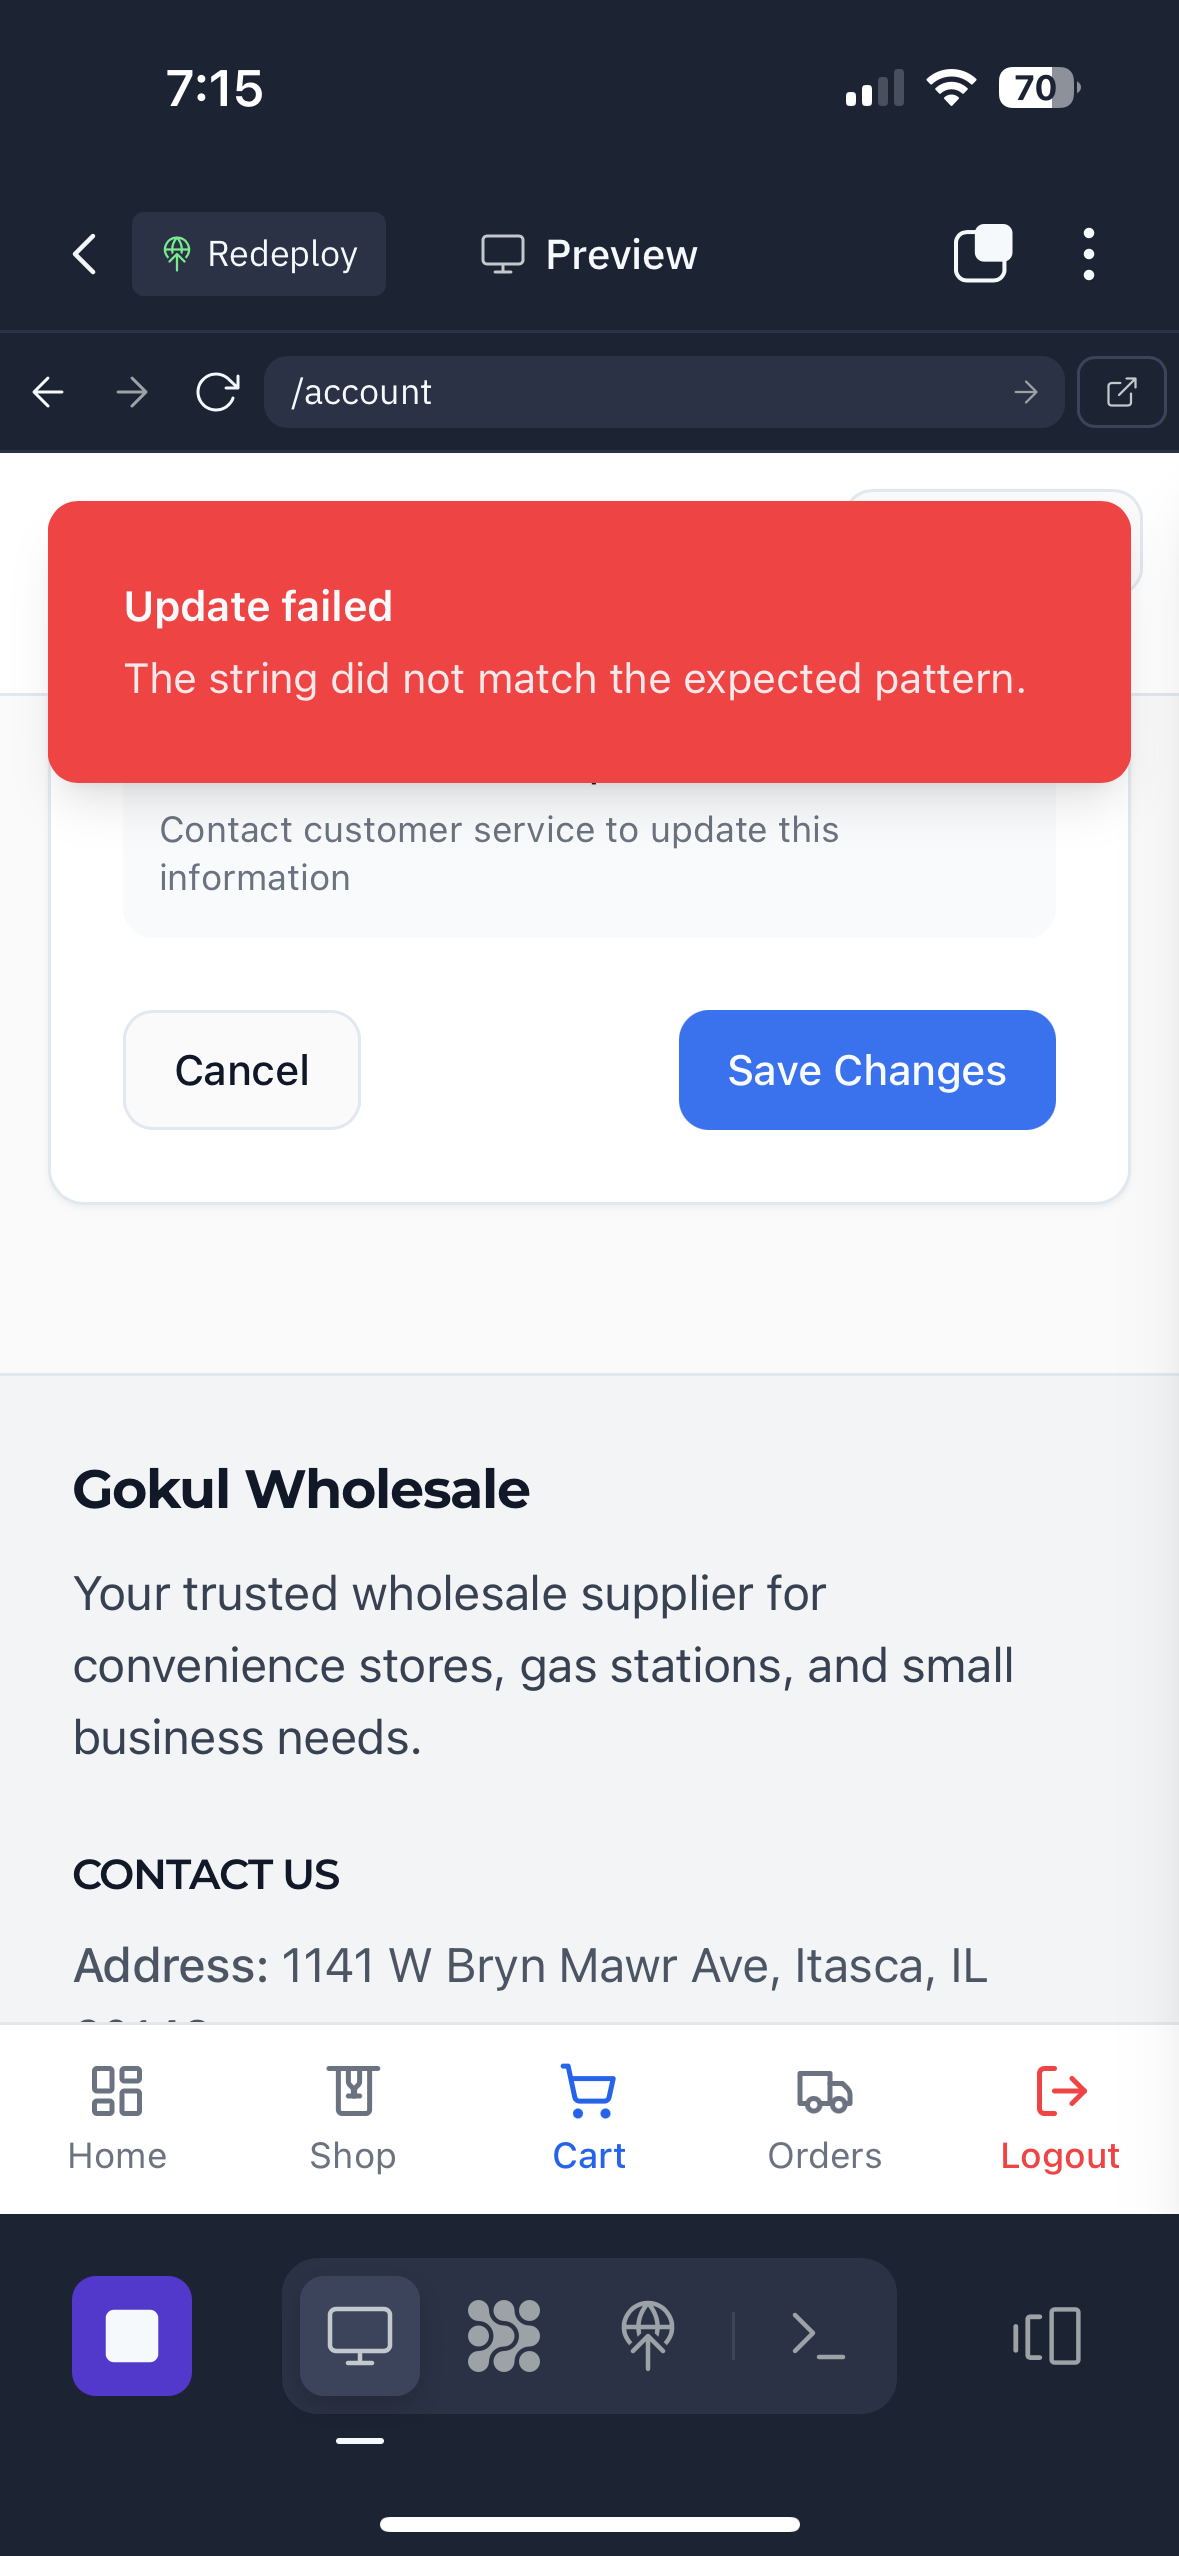 7:15
70
Redeploy
Preview
/account
Update failed
The string did not match the expected pattern.
Contact customer service to update this
information
Cancel
Save Changes
Gokul Wholesale
Your trusted wholesale supplier for
convenience stores, gas stations, and small
business needs.
CONTACT US
Address: 1141 W Bryn Mawr Ave, Itasca, IL
Home
Shop
Cart
Orders
Logout